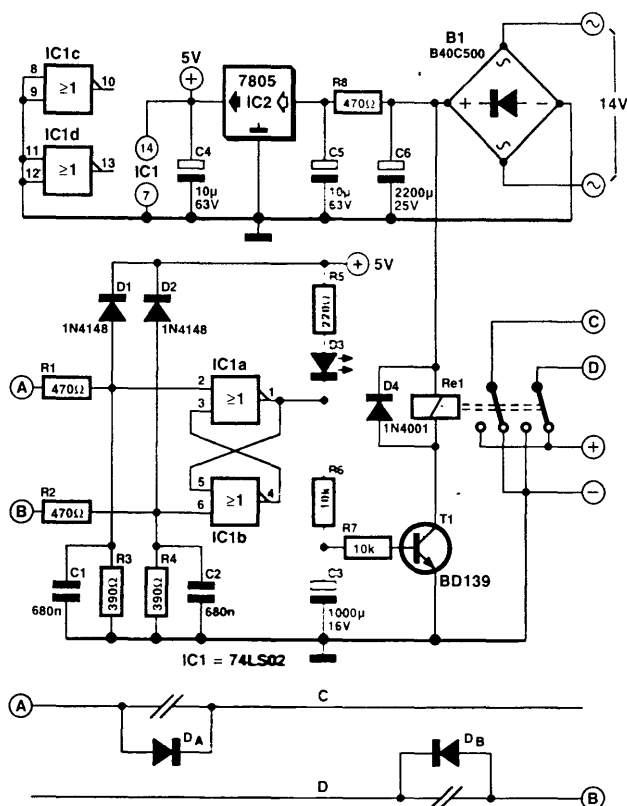 B1
B40C500
IC1c
8
9
≥1
10
IC1d
11
12
≥1
13
5V
+
14
IC1
7
C4
10µ
63V
7805
IC2
R8
470Ω
C5
10µ
63V
C6
2200µ
25V
+
−
~
~
~
~
14V
D1
1N4148
D2
1N4148
+ 5V
R5
220Ω
D3
A
R1
470Ω
IC1a
2
3
≥1
1
B
R2
470Ω
5
6
≥1
4
IC1b
R6
10k
R7
10k
D4
1N4001
Re1
C
D
+
−
T1
BD139
C1
680n
R3
390Ω
R4
390Ω
C2
680n
C3
1000µ
16V
IC1 = 74LS02
A
C
DA
D
DB
B